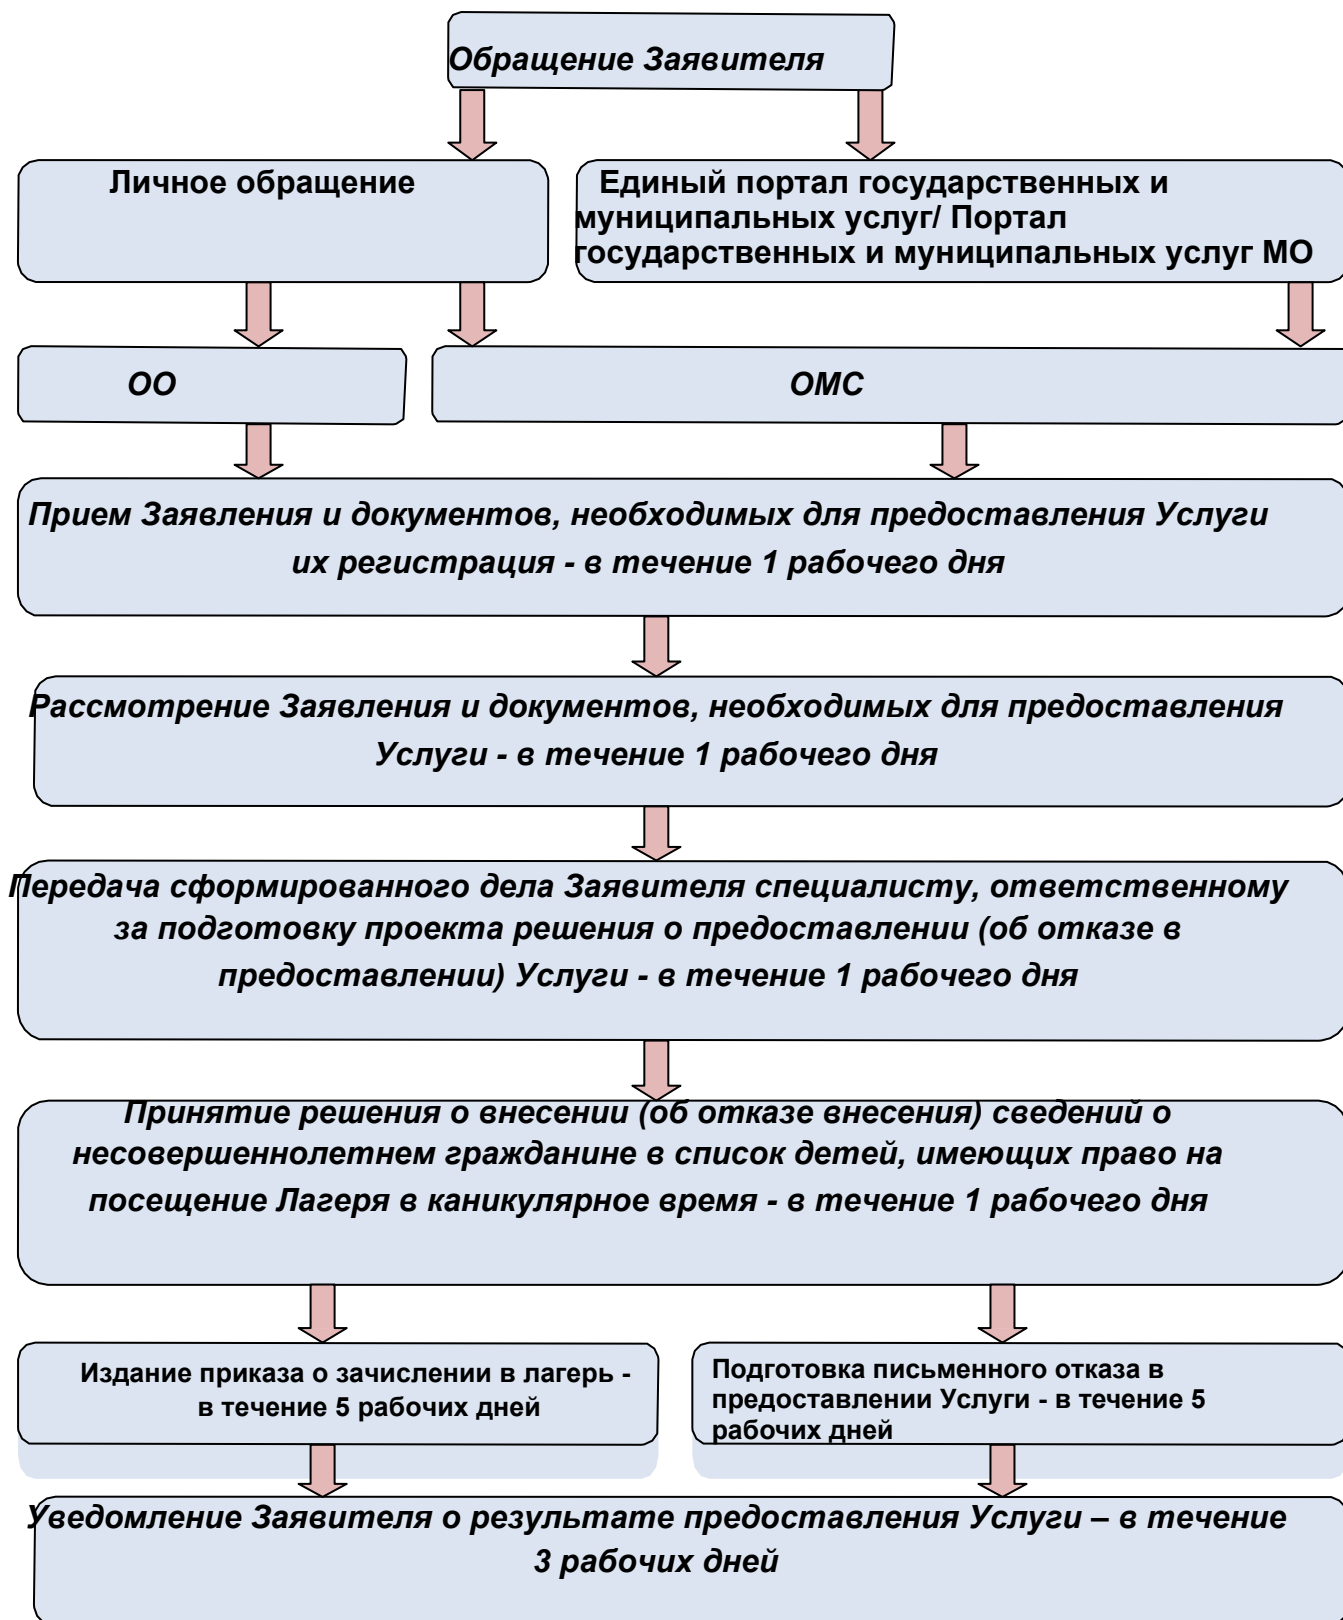 Обращение Заявителя
Личное обращение
Единый портал государственных и
муниципальных услуг/ Портал
государственных и муниципальных услуг МО
ОО
ОМС
Прием Заявления и документов, необходимых для предоставления Услуги
их регистрация - в течение 1 рабочего дня
Рассмотрение Заявления и документов, необходимых для предоставления
Услуги - в течение 1 рабочего дня
Передача сформированного дела Заявителя специалисту, ответственному
за подготовку проекта решения о предоставлении (об отказе в
предоставлении) Услуги - в течение 1 рабочего дня
Принятие решения о внесении (об отказе внесения) сведений о
несовершеннолетнем гражданине в список детей, имеющих право на
посещение Лагеря в каникулярное время - в течение 1 рабочего дня
Издание приказа о зачислении в лагерь -
в течение 5 рабочих дней
Подготовка письменного отказа в
предоставлении Услуги - в течение 5
рабочих дней
Уведомление Заявителя о результате предоставления Услуги – в течение
3 рабочих дней